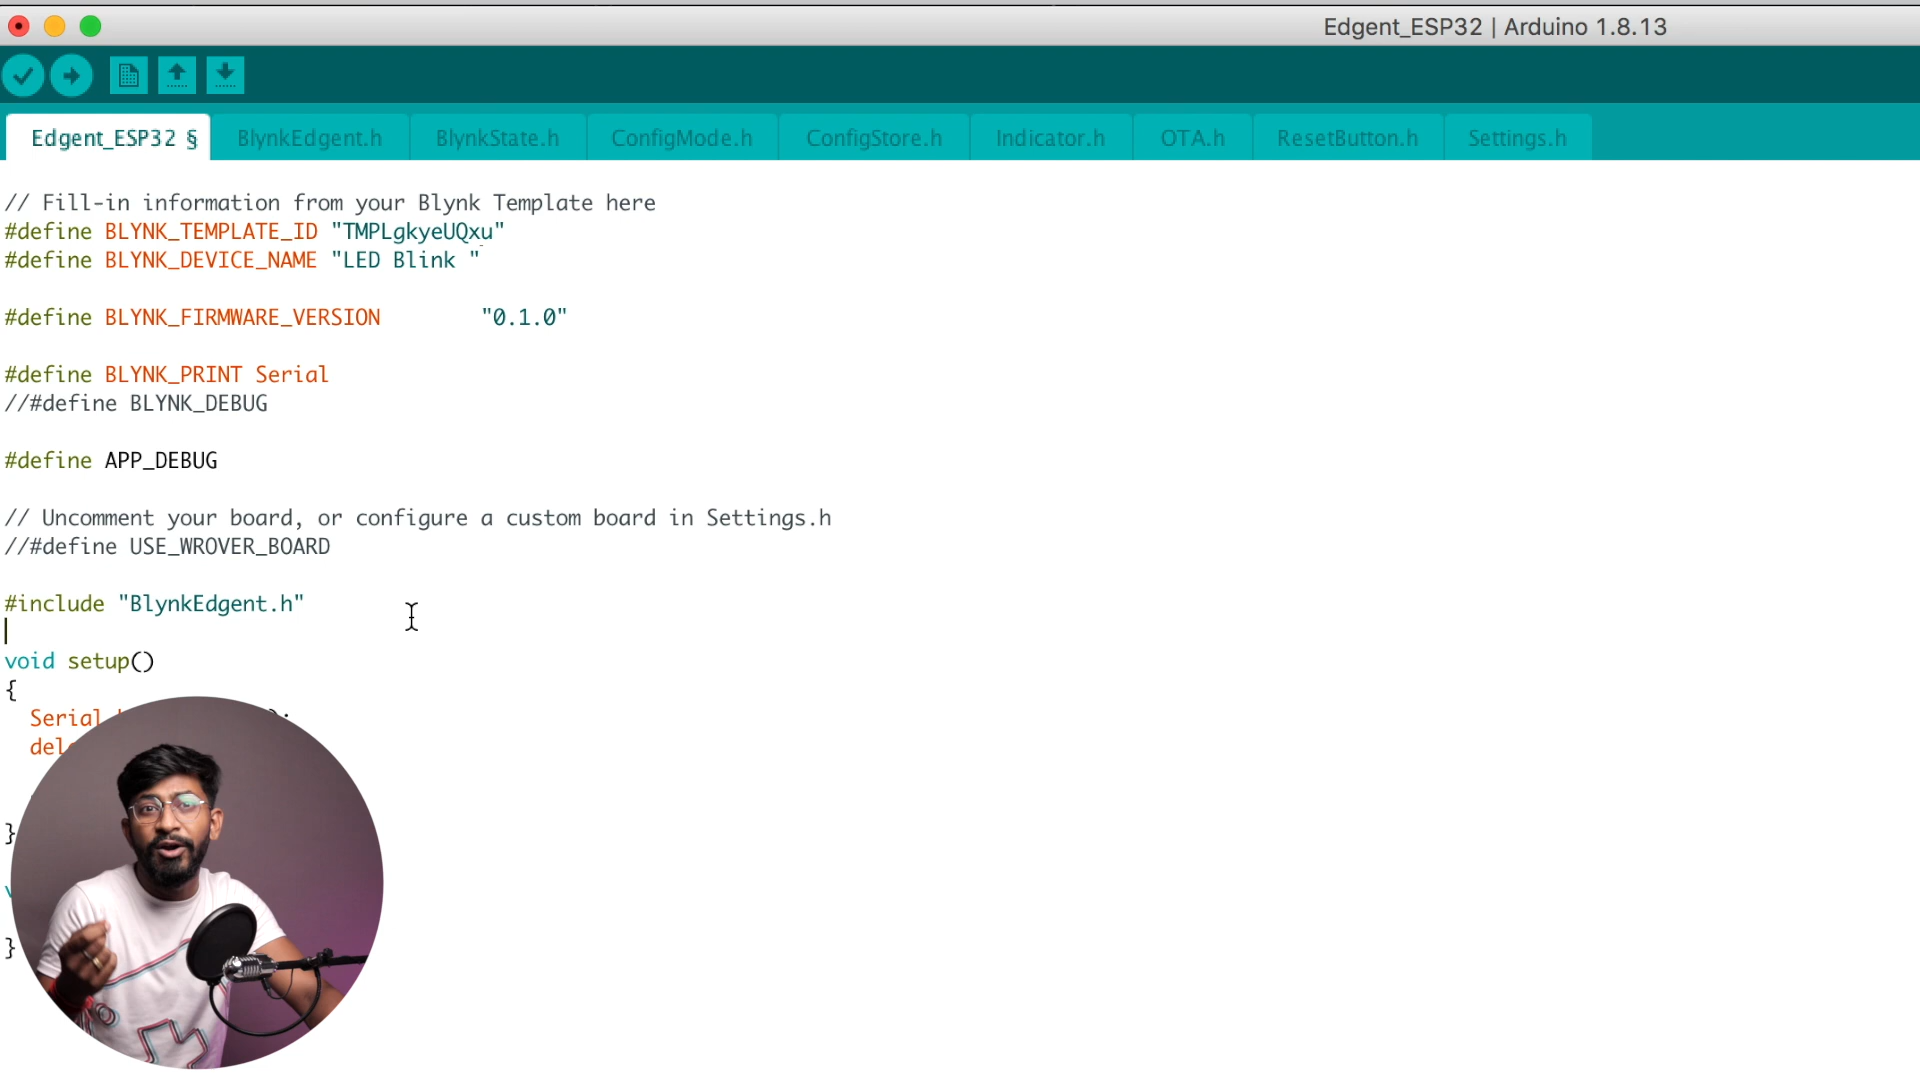 Edgent_ESP32 | Arduino 1.8.13
Edgent_ESP32 § BlynkEdgent.h BlynkState.h ConfigMode.h ConfigStore.h Indicator.h OTA.h ResetButton.h Settings.h
// Fill-in information from your Blynk Template here
#define BLYNK_TEMPLATE_ID "TMPLgkyeUQxu"
#define BLYNK_DEVICE_NAME "LED Blink "
#define BLYNK_FIRMWARE_VERSION "0.1.0"
#define BLYNK_PRINT Serial
//#define BLYNK_DEBUG
#define APP_DEBUG
// Uncomment your board, or configure a custom board in Settings.h
//#define USE_WROVER_BOARD
#include "BlynkEdgent.h"
void setup()
{
Serial
}
}